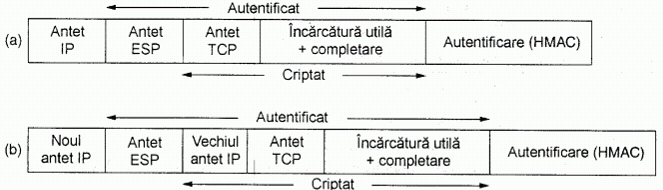 Autentificat
(a)
Antet IP
Antet ESP
Antet TCP
Încărcătură utilă + completare
Autentificare (HMAC)
Criptat
Autentificat
(b)
Noul antet IP
Antet ESP
Vechiul antet IP
Antet TCP
Încărcătură utilă + completare
Autentificare (HMAC)
Criptat